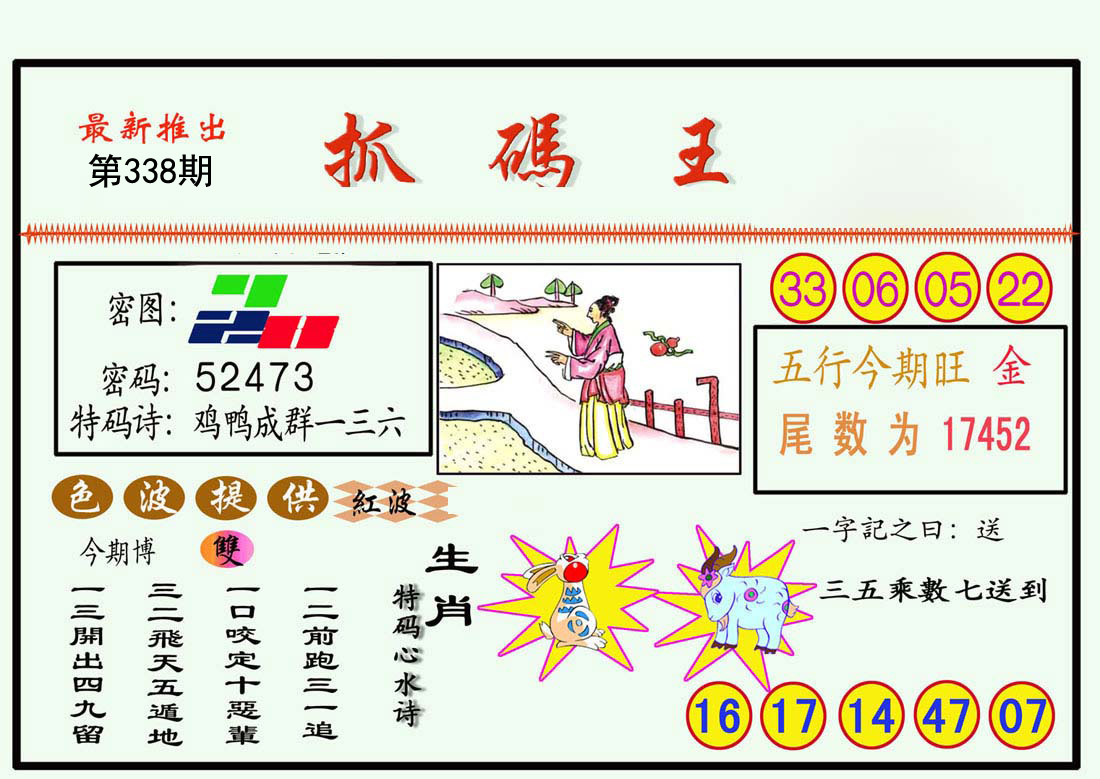 最新推出
第338期
抓碼王
密图：
密码：52473
特码诗：鸡鸭成群一三六
33 06 05 22
五行今期旺 金
尾数为 17452
色波提供 紅波
今期博 雙
生肖
特码心水诗
一二前跑三一追
一口咬定十惡輩
三二飛天五遁地
一三開出四九留
一字記之曰：送
三五乘數七送到
16 17 14 47 07